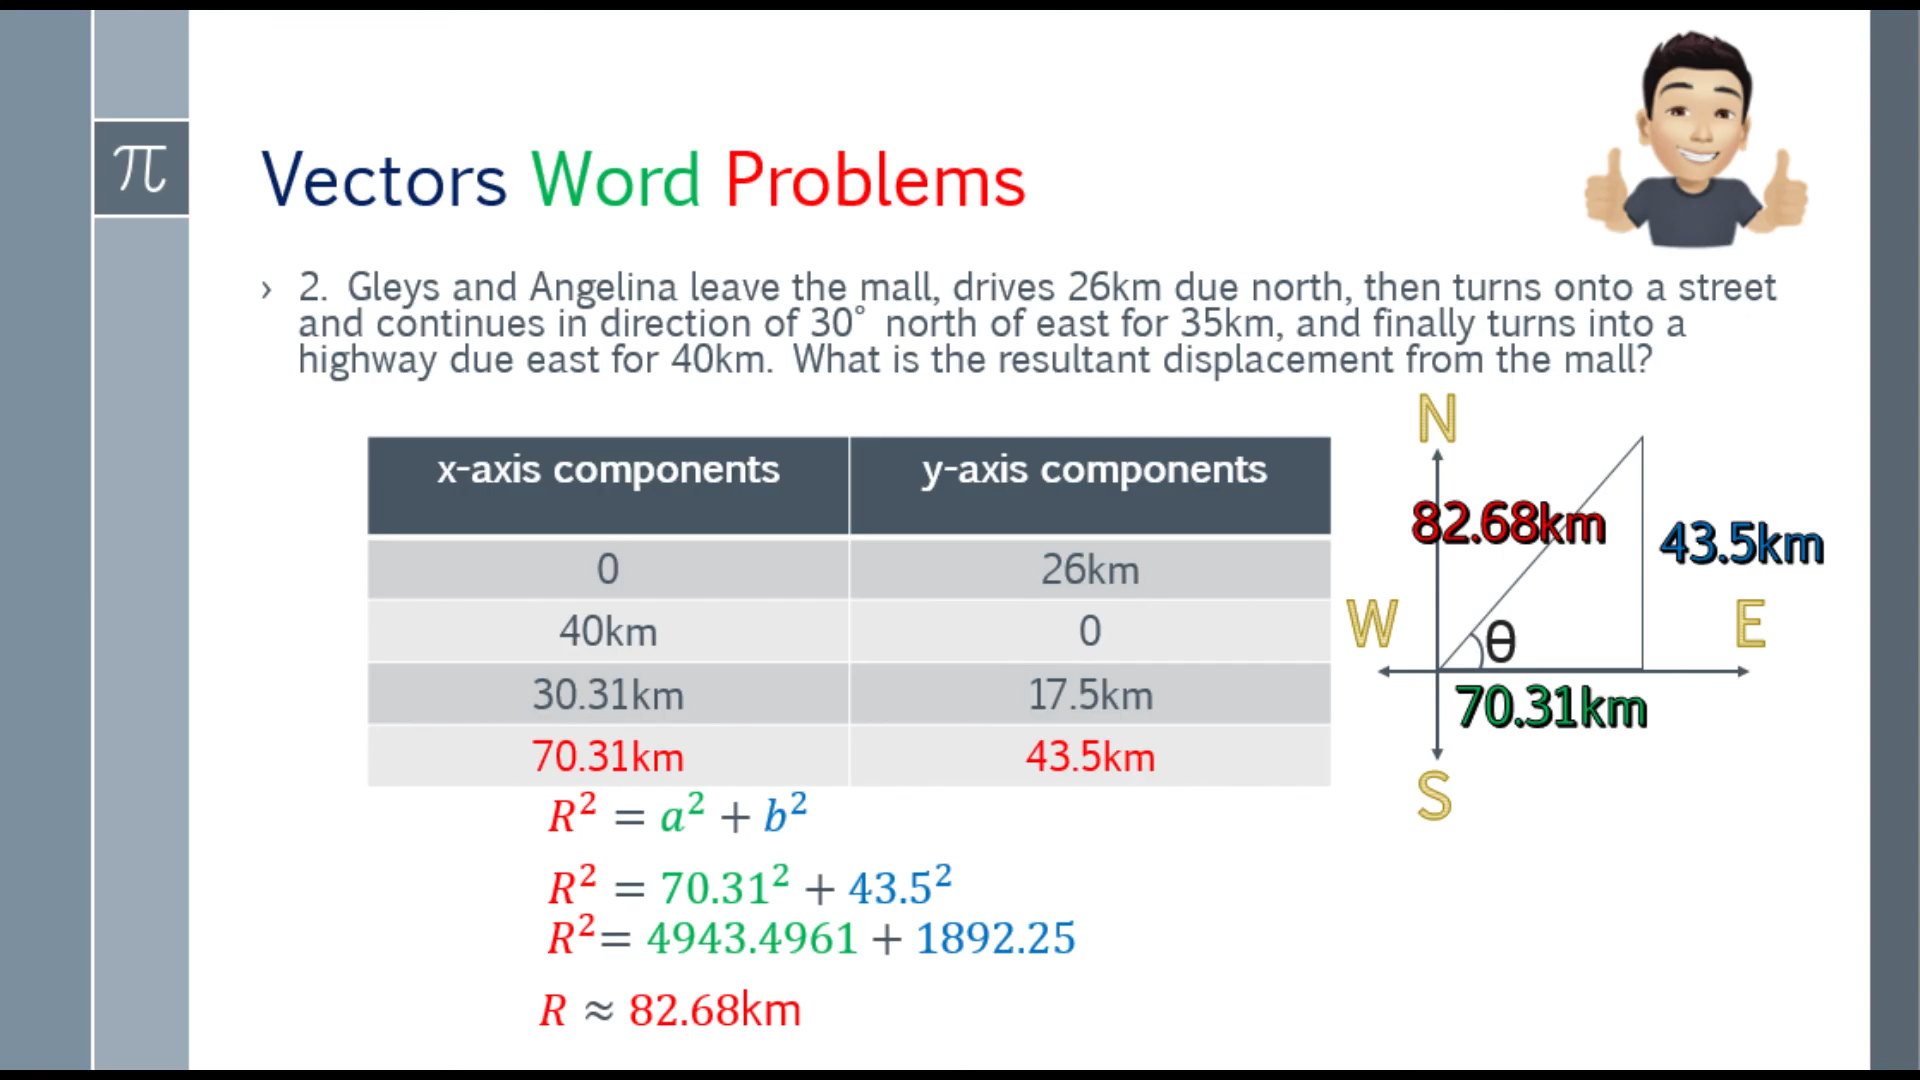 π
Vectors Word Problems
› 2. Gleys and Angelina leave the mall, drives 26km due north, then turns onto a street
and continues in direction of 30° north of east for 35km, and finally turns into a
highway due east for 40km. What is the resultant displacement from the mall?
x-axis components y-axis components
0 26km
40km 0
30.31km 17.5km
70.31km 43.5km
N
82.68km
43.5km
W
θ
E
70.31km
S
R² = a² + b²
R² = 70.31² + 43.5²
R²= 4943.4961 + 1892.25
R ≈ 82.68km